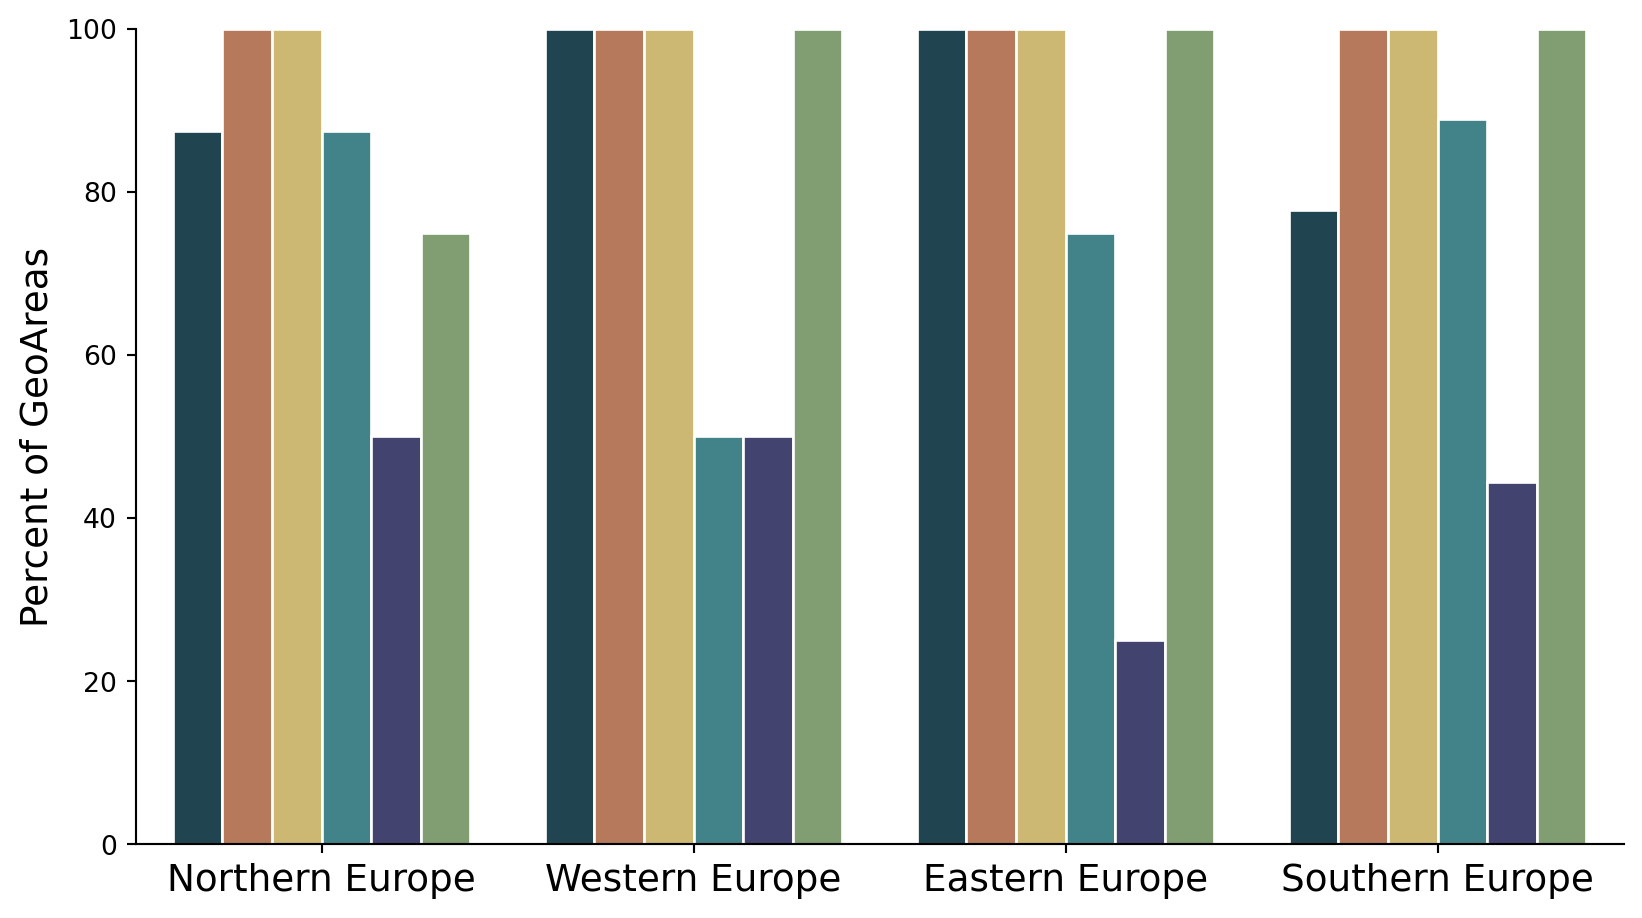 100
80
60
40
20
0
Percent of GeoAreas
Northern Europe
Western Europe
Eastern Europe
Southern Europe